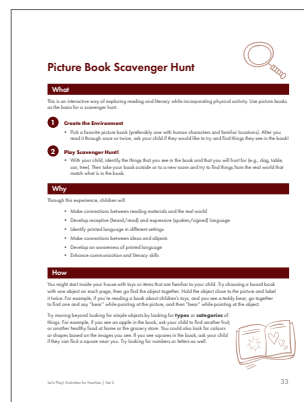 Picture Book Scavenger Hunt
What
This is an interactive way of exploring reading and literacy while incorporating physical activity. Use picture books
as the basis for a scavenger hunt.
1 Create the Environment
• Pick a favorite picture book (preferably one with human characters and familiar locations). After you
read it through once or twice, ask your child if they would like to try and find things they see in the book!
2 Play Scavenger Hunt!
• With your child, identify the things that you see in the book and that you will hunt for (e.g., dog, table,
car, tree). Then take your book outside or to a new room and try to find things from the real world that
match what is in the book.
Why
Through this experience, children will
• Make connections between reading materials and the real world
• Develop receptive (heard/read) and expressive (spoken/signed) language
• Identify printed language in different settings
• Make connections between ideas and objects
• Develop an awareness of printed language
• Enhance communication and literacy skills
How
You might start inside your house with toys or items that are familiar to your child. Try choosing a board book
with one object on each page, then go find the object together. Hold the object close to the picture and label
it twice. For example, if you're reading a book about children's toys, and you see a teddy bear, go together
to find one and say "bear" while pointing at the picture, and then "bear" while pointing at the object.
Try moving beyond looking for simple objects by looking for types or categories of
things. For example, if you see an apple in the book, ask your child to find another fruit,
or another healthy food at home or the grocery store. You could also look for colours
or shapes based on the images you see. If you see squares in the book, ask your child
if they can find a square near you. Try looking for numbers or letters as well.
Let's Play! Activities for Families | Set 2
33